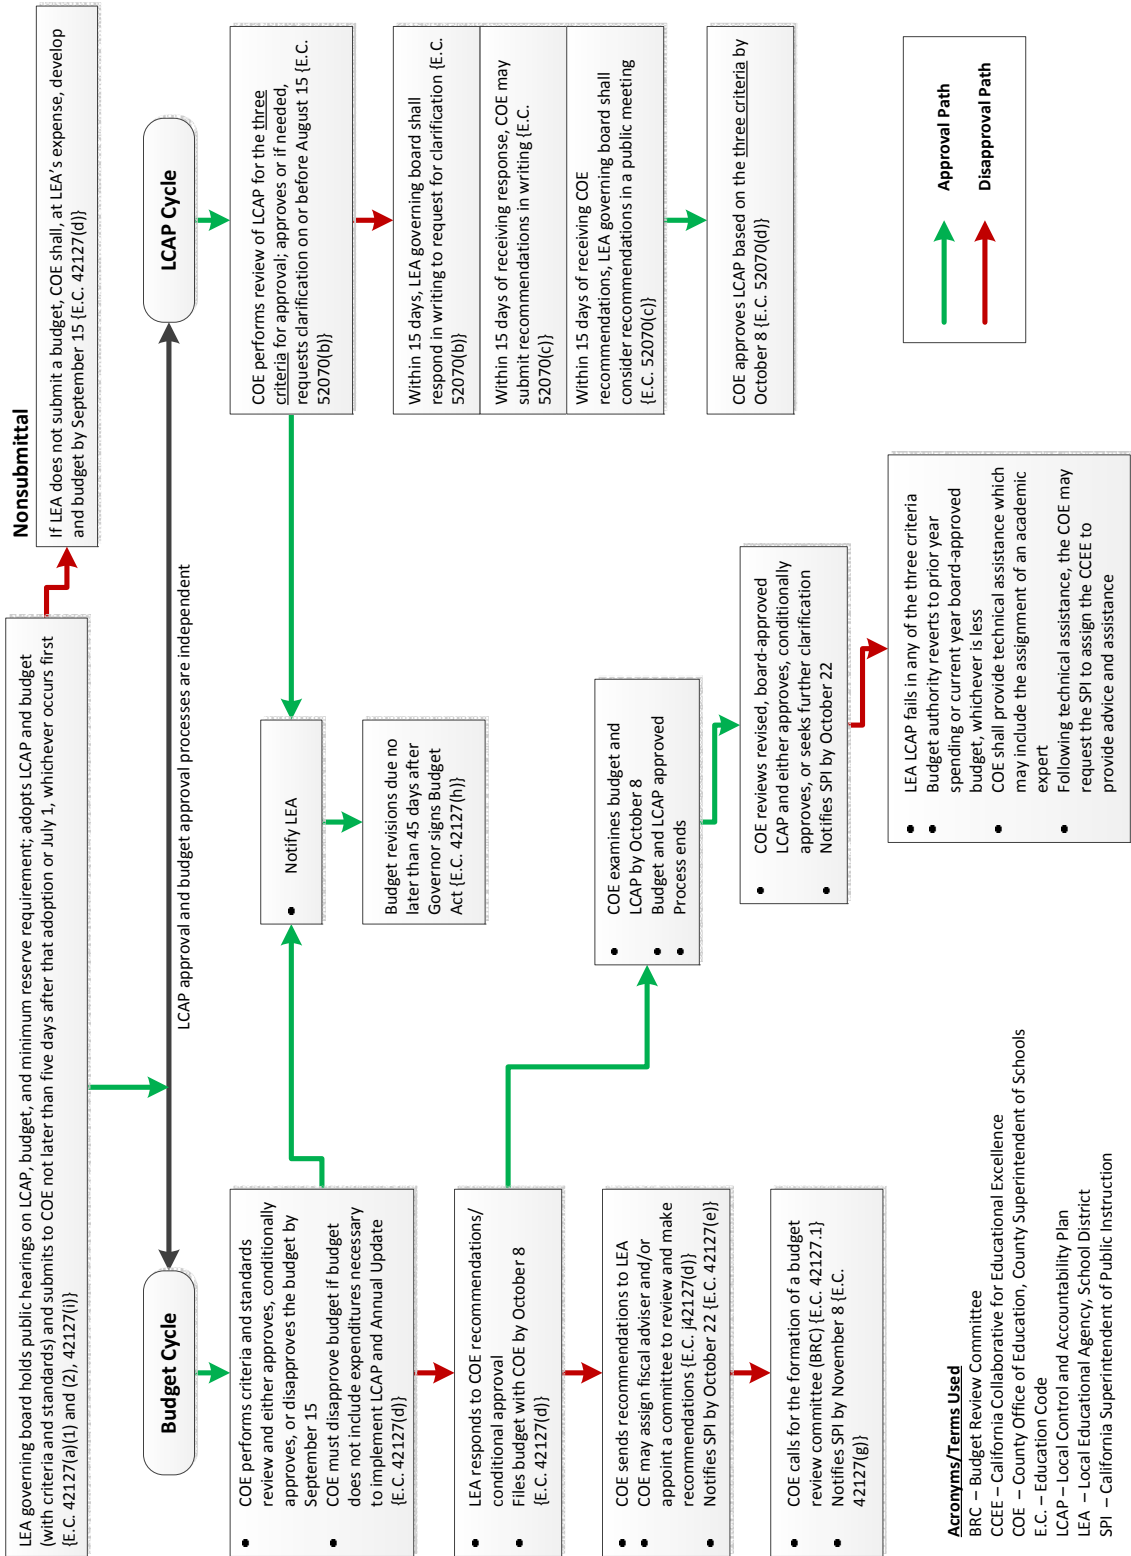 LEA governing board holds public hearings on LCAP, budget, and minimum reserve requirement; adopts LCAP and budget
(with criteria and standards) and submits to COE not later than five days after that adoption or July 1, whichever occurs first
{E.C. 42127(a)(1) and (2), 42127(i)}
Nonsubmittal
If LEA does not submit a budget, COE shall, at LEA's expense, develop
and budget by September 15 {E.C. 42127(d)}
Budget Cycle
LCAP approval and budget approval processes are independent
LCAP Cycle
• COE performs criteria and standards
review and either approves, conditionally
approves, or disapproves the budget by
September 15
• COE must disapprove budget if budget
does not include expenditures necessary
to implement LCAP and Annual Update
{E.C. 42127(d)}
• LEA responds to COE recommendations/
conditional approval
• Files budget with COE by October 8
{E.C. 42127(d)}
• COE sends recommendations to LEA
• COE may assign fiscal adviser and/or
appoint a committee to review and make
recommendations {E.C. j42127(d)}
• Notifies SPI by October 22 {E.C. 42127(e)}
• COE calls for the formation of a budget
review committee (BRC) {E.C. 42127.1}
• Notifies SPI by November 8 {E.C.
42127(g)}
• Notify LEA
Budget revisions due no
later than 45 days after
Governor signs Budget
Act {E.C. 42127(h)}
• COE examines budget and
LCAP by October 8
• Budget and LCAP approved
• Process ends
• COE reviews revised, board-approved
LCAP and either approves, conditionally
approves, or seeks further clarification
• Notifies SPI by October 22
• LEA LCAP fails in any of the three criteria
• Budget authority reverts to prior year
spending or current year board-approved
budget, whichever is less
• COE shall provide technical assistance which
may include the assignment of an academic
expert
• Following technical assistance, the COE may
request the SPI to assign the CCEE to
provide advice and assistance
COE performs review of LCAP for the three
criteria for approval; approves or if needed,
requests clarification on or before August 15 {E.C.
52070(b)}
Within 15 days, LEA governing board shall
respond in writing to request for clarification {E.C.
52070(b)}
Within 15 days of receiving response, COE may
submit recommendations in writing {E.C.
52070(c)}
Within 15 days of receiving COE
recommendations, LEA governing board shall
consider recommendations in a public meeting
{E.C. 52070(c)}
COE approves LCAP based on the three criteria by
October 8 {E.C. 52070(d)}
Acronyms/Terms Used
BRC – Budget Review Committee
CCEE – California Collaborative for Educational Excellence
COE – County Office of Education, County Superintendent of Schools
E.C. – Education Code
LCAP – Local Control and Accountability Plan
LEA – Local Educational Agency, School District
SPI – California Superintendent of Public Instruction
Approval Path
Disapproval Path